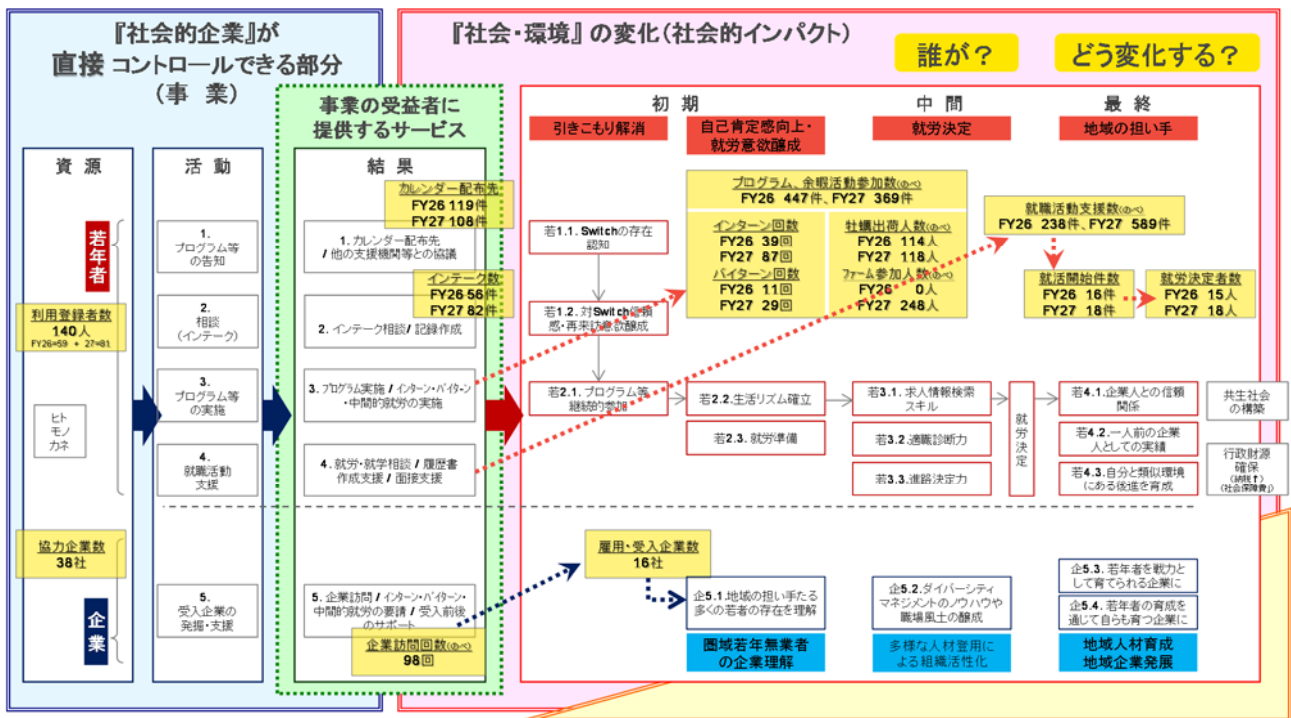 『社会的企業』が
直接 コントロールできる部分
（事　業）
『社会・環境』の変化（社会的インパクト）
誰が？
どう変化する？
事業の受益者に
提供するサービス
初　期
中　間
最　終
引きこもり解消
自己肯定感向上・
就労意欲醸成
就労決定
地域の担い手
資　源
活　動
結　果
若年者
利用登録者数
140人
FY26=59 + 27=81
ヒト
モノ
カネ
協力企業数
38社
企業
1.
プログラム等
の告知
2.
相談
（インテーク）
3.
プログラム等
の実施
4.
就職活動
支援
5.
受入企業の
発掘・支援
カレンダー配布先
FY26 119件
FY27 108件
1. カレンダー配布先
/ 他の支援機関等との協議
インテーク数
FY26 56件
FY27 82件
2. インテーク相談 / 記録作成
3. プログラム実施 / インターン・バイターン
・中間的就労の実施
4. 就労・就学相談 / 履歴書
作成支援 / 面接支援
5. 企業訪問 / インターン・バイターン・
中間的就労の要請 / 受入前後
のサポート
企業訪問回数(のべ)
98回
プログラム、余暇活動参加数(のべ)
FY26 447件、FY27 369件
インターン回数
FY26 39回
FY27 87回
バイターン回数
FY26 11回
FY27 29回
牡蠣出荷人数(のべ)
FY26 114人
FY27 118人
ファーム参加人数(のべ)
FY26 0人
FY27 248人
就職活動支援数(のべ)
FY26 238件、FY27 589件
就活開始件数
FY26 16件
FY27 18件
就労決定者数
FY26 15人
FY27 18人
若1.1. Switchの存在
認知
若1.2. 対Switch信頼
感・再来訪意欲醸成
若2.1. プログラム等
継続的参加
若2.2. 生活リズム確立
若2.3. 就労準備
若3.1. 求人情報検索
スキル
若3.2. 適職診断力
若3.3. 進路決定力
就労決定
若4.1. 企業人との信頼
関係
若4.2. 一人前の企業
人としての実績
若4.3. 自分と類似環境
にある後進を育成
共生社会
の構築
行政財源
確保
(納税↑)
(社会保障費↓)
雇用・受入企業数
16社
企5.1. 地域の担い手たる
多くの若者の存在を理解
企5.2. ダイバーシティ
マネジメントのノウハウや
職場風土の醸成
企5.3. 若年者を戦力と
して育てられる企業に
企5.4. 若年者の育成を
通じて自らも育つ企業に
圏域若年無業者
の企業理解
多様な人材登用
による組織活性化
地域人材育成
地域企業発展